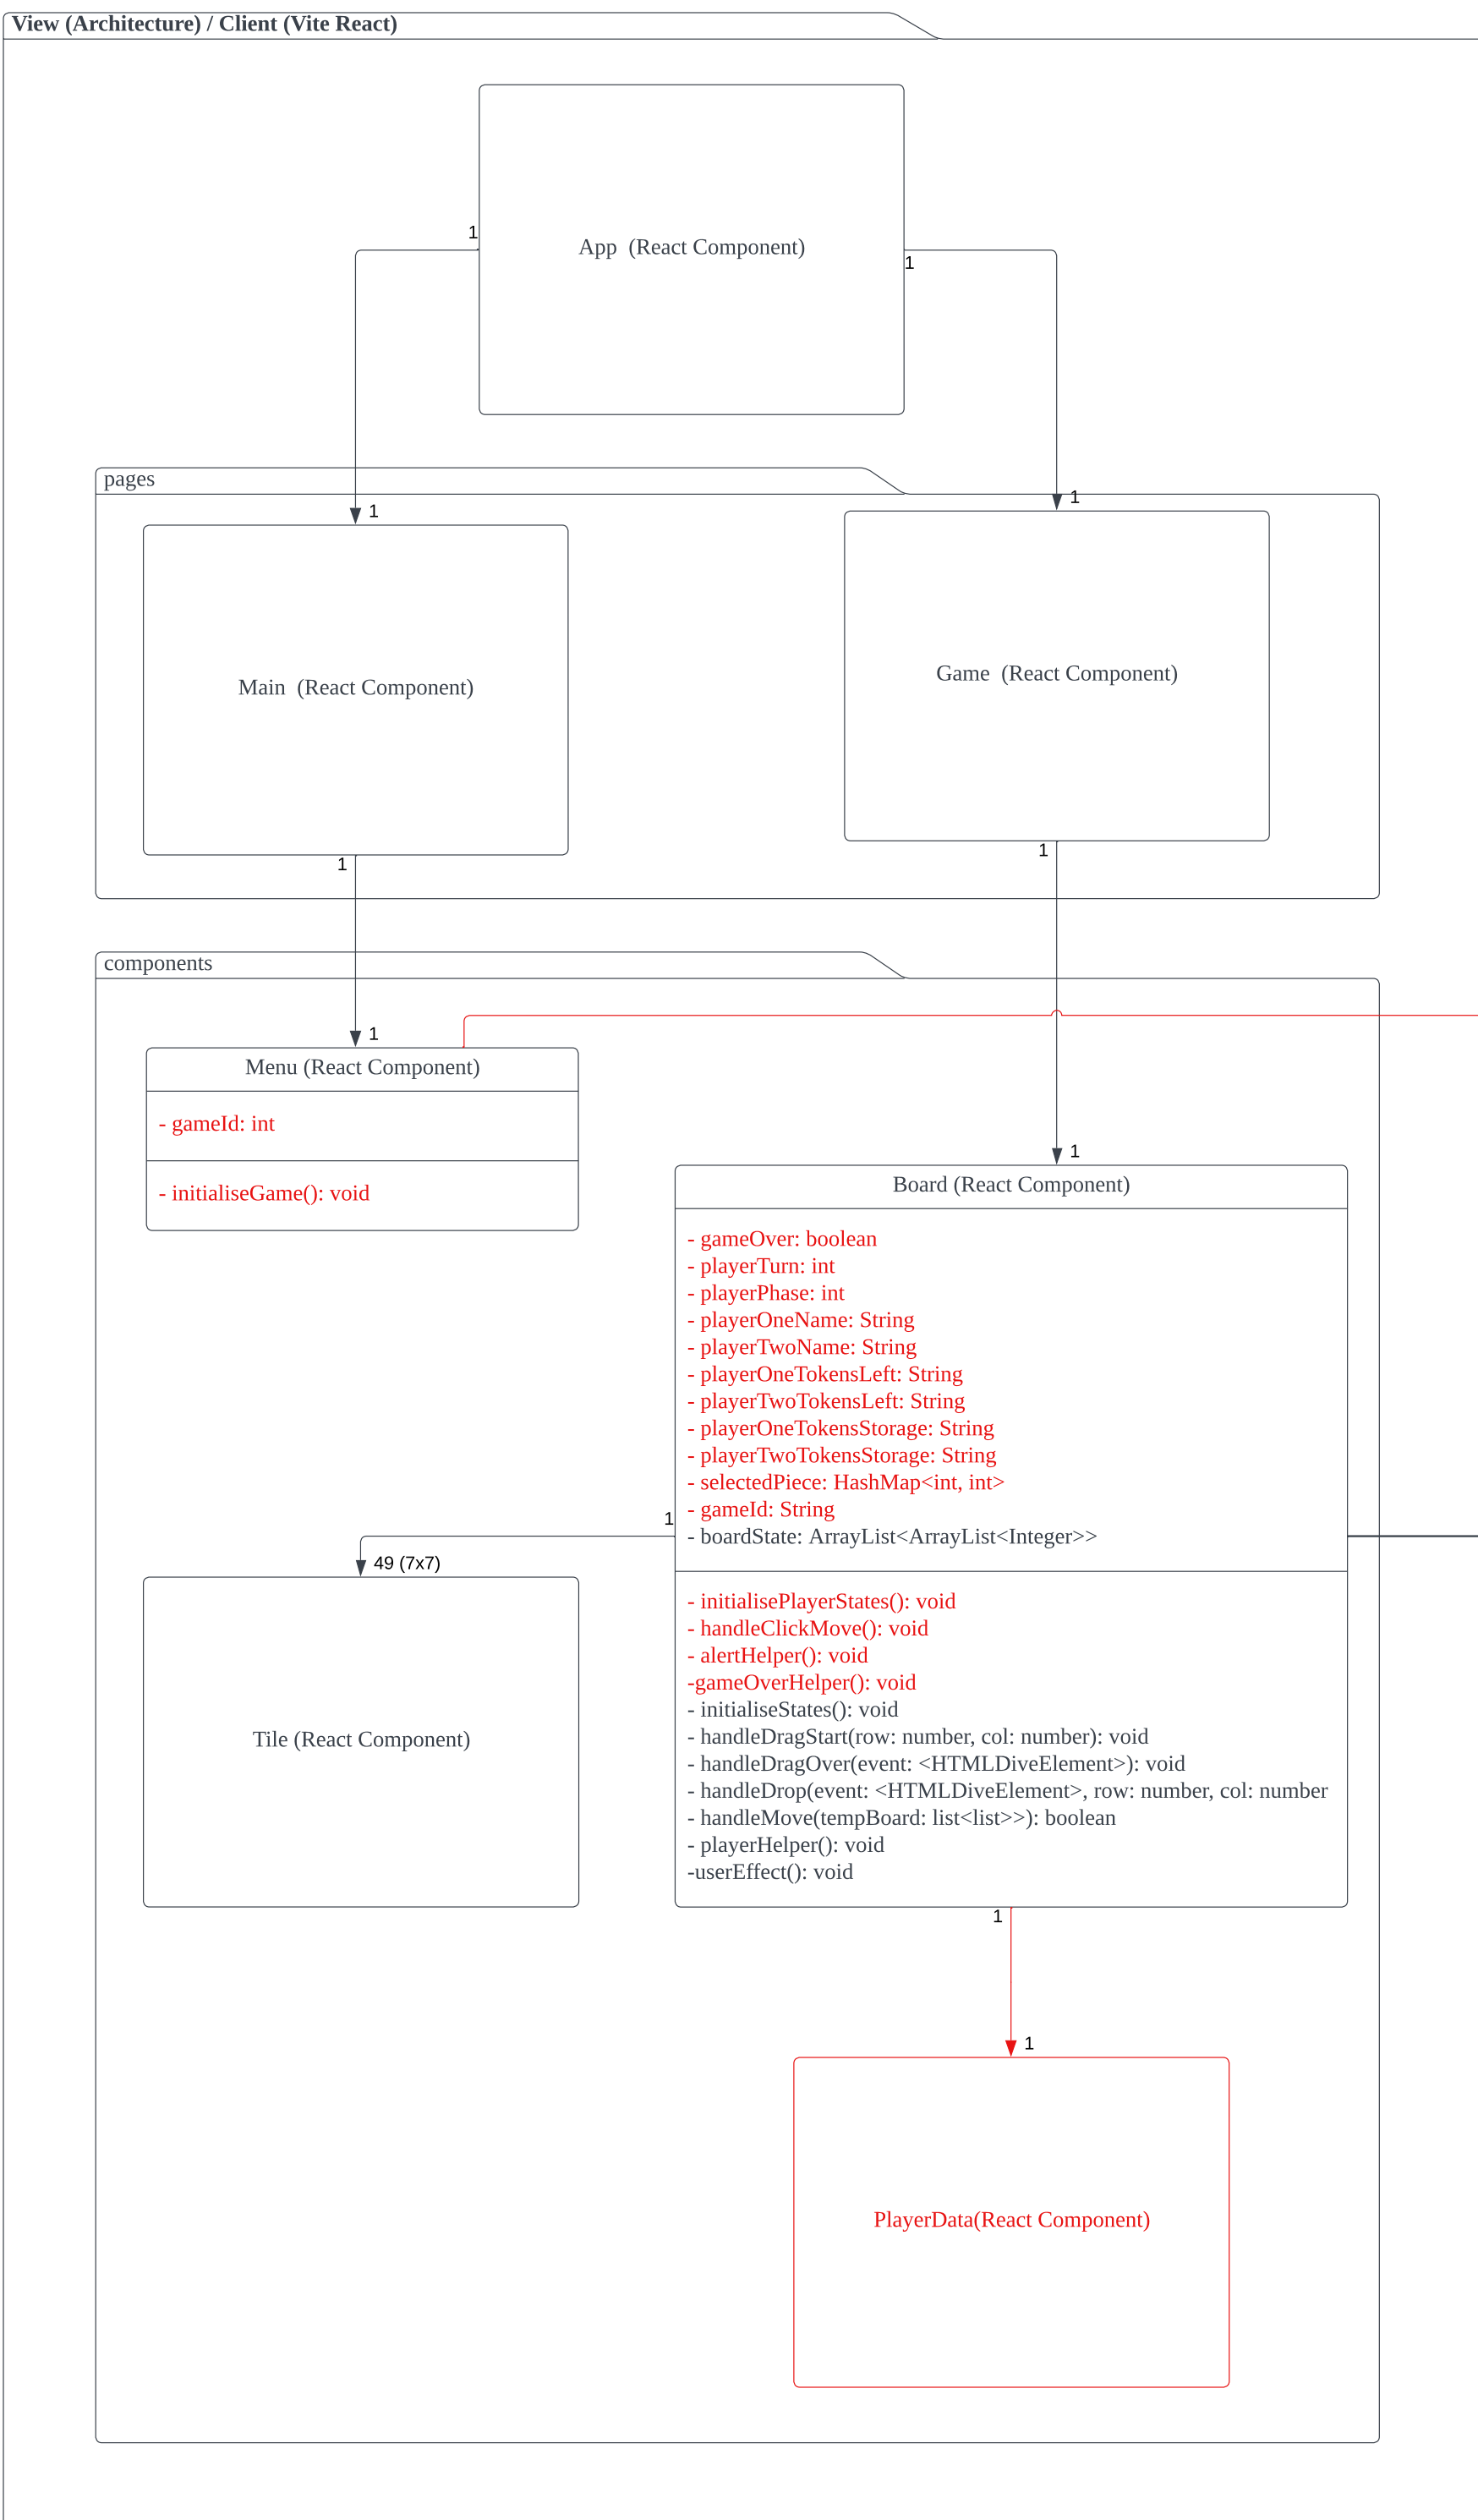 View (Architecture) / Client (Vite React)
App  (React Component)
1
1
pages
1
1
Main  (React Component)
Game  (React Component)
1
1
components
1
Menu (React Component)
- gameId: int
- initialiseGame(): void
1
Board (React Component)
- gameOver: boolean
- playerTurn: int
- playerPhase: int
- playerOneName: String
- playerTwoName: String
- playerOneTokensLeft: String
- playerTwoTokensLeft: String
- playerOneTokensStorage: String
- playerTwoTokensStorage: String
- selectedPiece: HashMap<int, int>
- gameId: String
- boardState: ArrayList<ArrayList<Integer>>
- initialisePlayerStates(): void
- handleClickMove(): void
- alertHelper(): void
-gameOverHelper(): void
- initialiseStates(): void
- handleDragStart(row: number, col: number): void
- handleDragOver(event: <HTMLDiveElement>): void
- handleDrop(event: <HTMLDiveElement>, row: number, col: number
- handleMove(tempBoard: list<list>>): boolean
- playerHelper(): void
-userEffect(): void
1
49 (7x7)
Tile (React Component)
1
1
PlayerData(React Component)